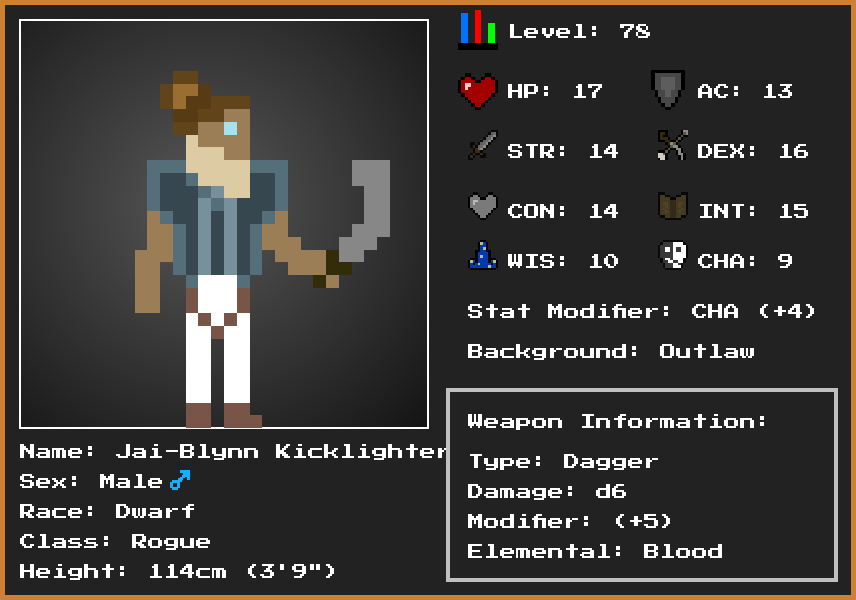 Level: 78
HP: 17
AC: 13
STR: 14
DEX: 16
CON: 14
INT: 15
WIS: 10
CHA: 9
Stat Modifier: CHA (+4)
Background: Outlaw
Name: Jai-Blynn Kicklighter
Sex: Male ♂
Race: Dwarf
Class: Rogue
Height: 114cm (3'9")
Weapon Information:
Type: Dagger
Damage: d6
Modifier: (+5)
Elemental: Blood